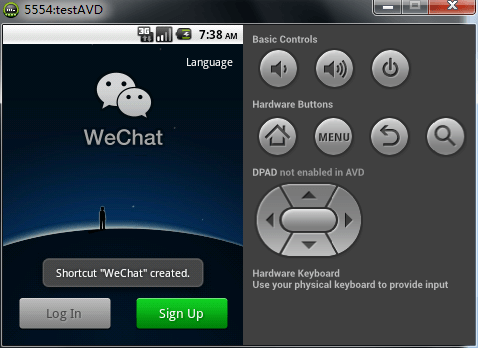 5554:testAVD
3G
7:38 AM
Language
WeChat
Shortcut "WeChat" created.
Log In
Sign Up
Basic Controls
Hardware Buttons
MENU
DPAD not enabled in AVD
Hardware Keyboard
Use your physical keyboard to provide input